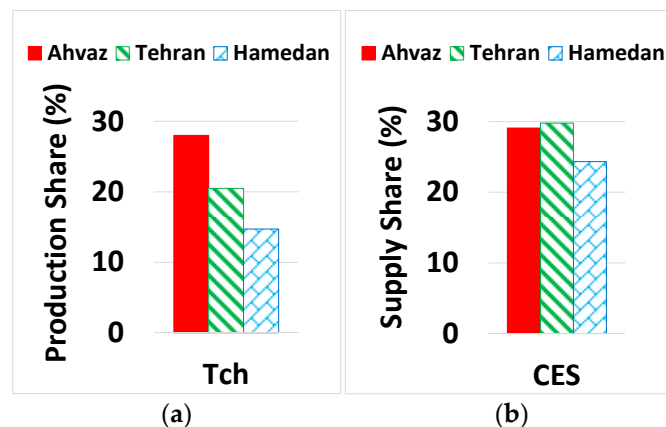 Ahvaz Tehran Hamedan
Production Share (%)
30
20
10
0
Tch
(a)
Ahvaz Tehran Hamedan
Supply Share (%)
30
20
10
0
CES
(b)